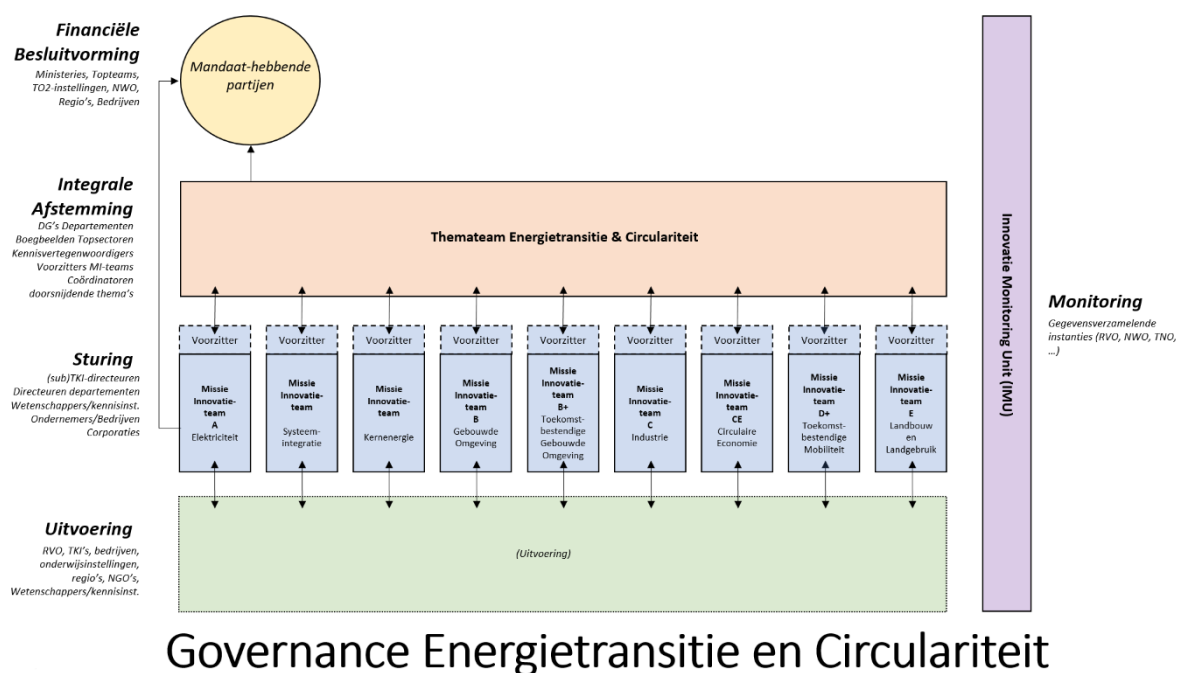 Financiële
Besluitvorming
Ministeries, Topteams,
TO2-instellingen, NWO,
Regio's, Bedrijven
Mandaat-hebbende
partijen
Integrale
Afstemming
DG's Departementen
Boegbeelden Topsectoren
Kennisvertegenwoordigers
Voorzitters MI-teams
Coördinatoren
doorsnijdende thema's
Themateam Energietransitie & Circulariteit
Sturing
(sub)TKI-directeuren
Directeuren departementen
Wetenschappers/kennisinst.
Ondernemers/Bedrijven
Corporaties
Voorzitter
Missie
Innovatie-
team
A
Elektriciteit
Voorzitter
Missie
Innovatie-
team
Systeem-
integratie
Voorzitter
Missie
Innovatie-
team
Kernenergie
Voorzitter
Missie
Innovatie-
team
B
Gebouwde
Omgeving
Voorzitter
Missie
Innovatie-
team
B+
Toekomst-
bestendige
Gebouwde
Omgeving
Voorzitter
Missie
Innovatie-
team
C
Industrie
Voorzitter
Missie
Innovatie-
team
CE
Circulaire
Economie
Voorzitter
Missie
Innovatie-
team
D+
Toekomst-
bestendige
Mobiliteit
Voorzitter
Missie
Innovatie-
team
E
Landbouw
en
Landgebruik
Uitvoering
RVO, TKI's, bedrijven,
onderwijsinstellingen,
regio's, NGO's,
Wetenschappers/kennisinst.
(Uitvoering)
Innovatie Monitoring Unit (IMU)
Monitoring
Gegevensverzamelende
instanties (RVO, NWO, TNO,
...)
Governance Energietransitie en Circulariteit